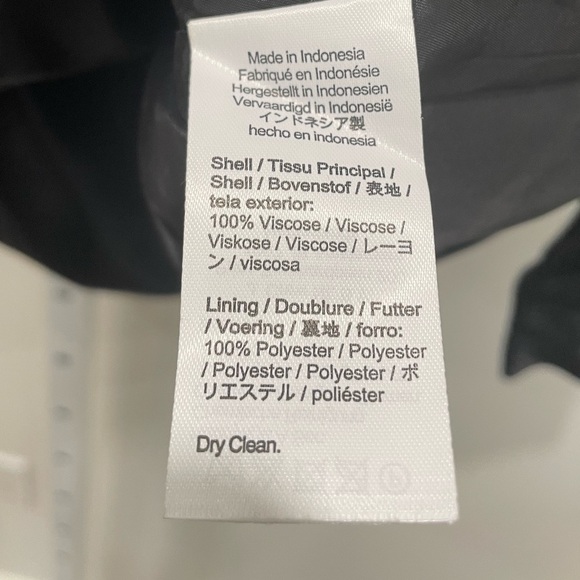 Made in Indonesia
Fabriqué en Indonésie
Hergestellt in Indonesien
Vervaardigd in Indonesië
インドネシア製
hecho en indonesia
Shell / Tissu Principal /
Shell / Bovenstof / 表地 /
tela exterior:
100% Viscose / Viscose /
Viskose / Viscose / レーヨ
ン / viscosa
Lining / Doublure / Futter
/ Voering / 裏地 / forro:
100% Polyester / Polyester
/ Polyester / Polyester / ポ
リエステル / poliéster
Dry Clean.